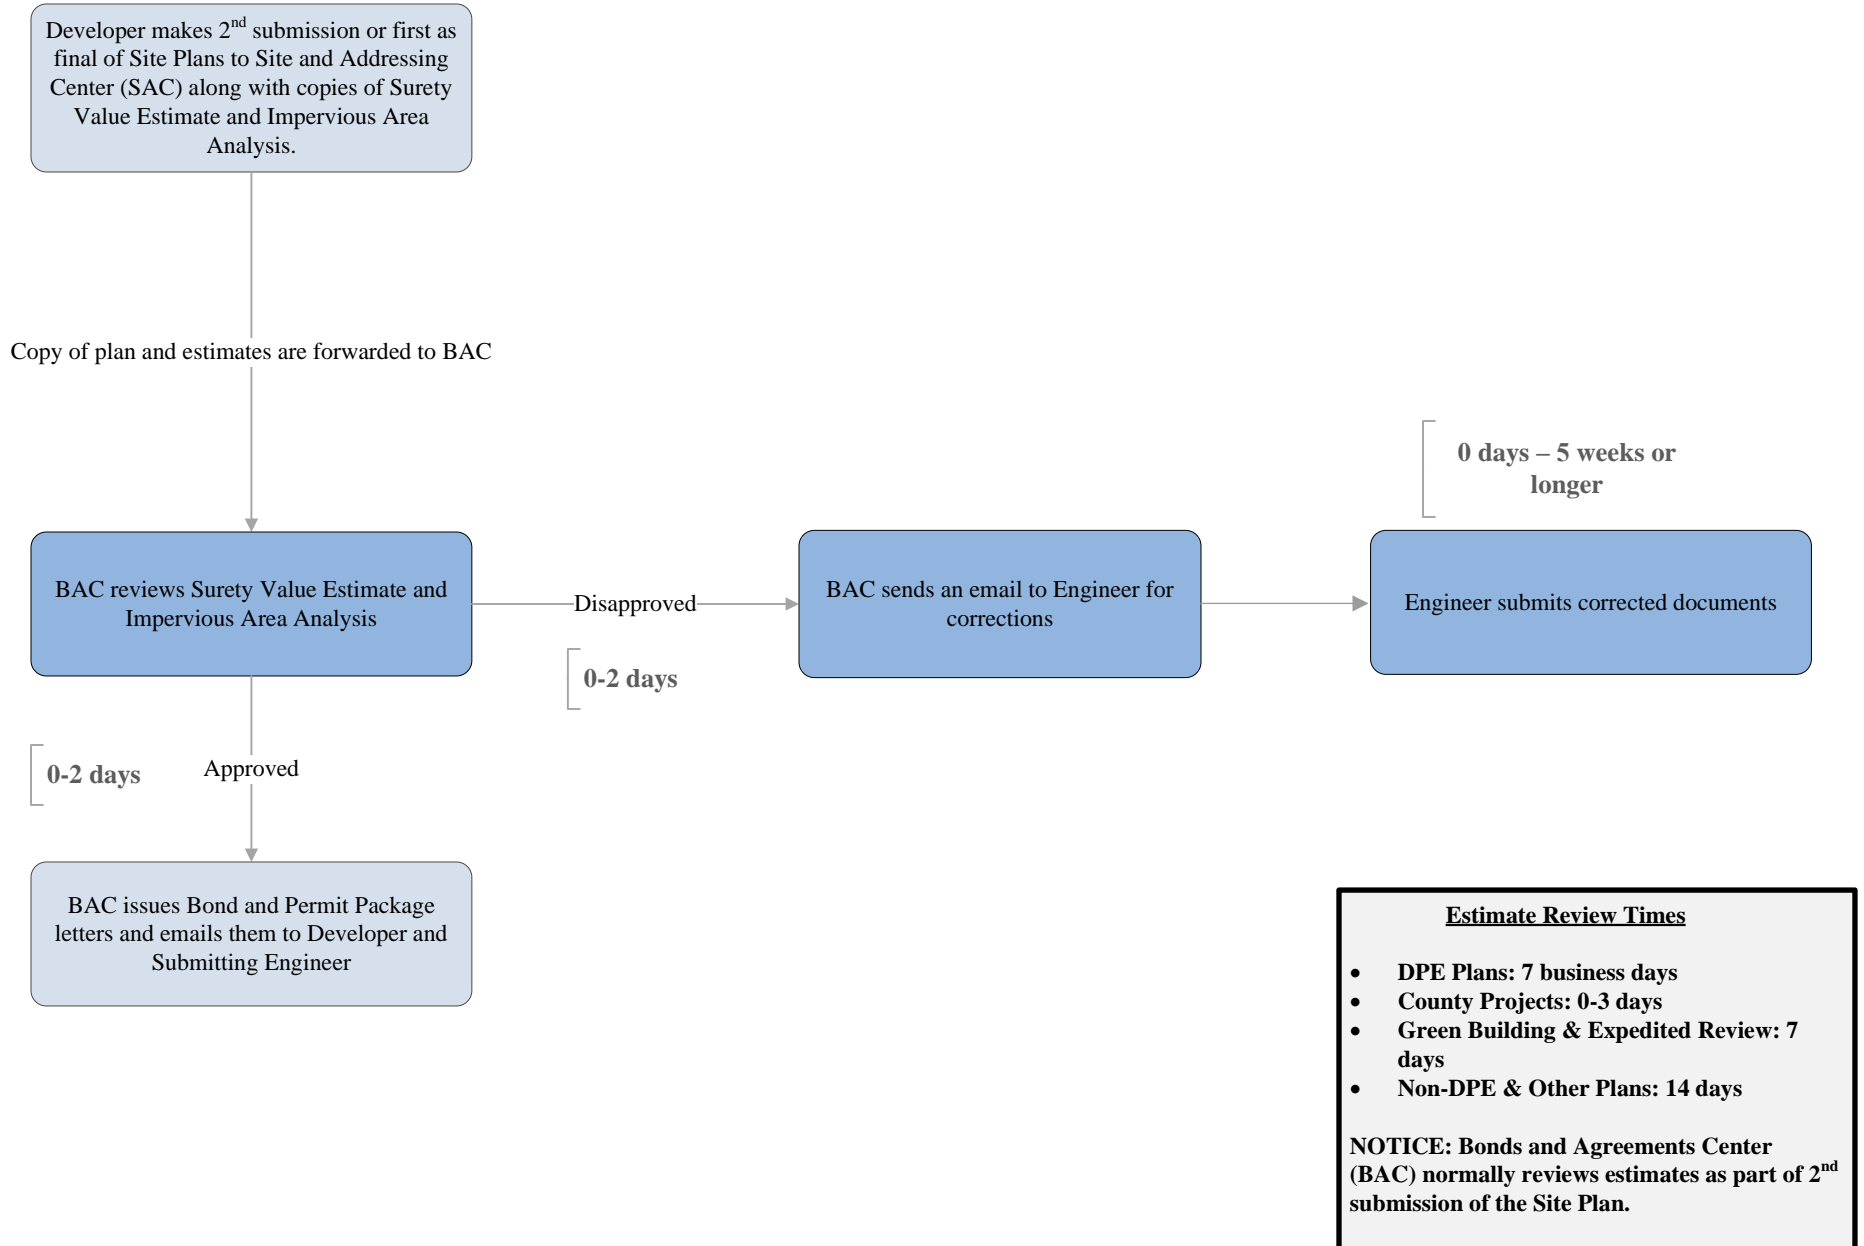 Developer makes 2nd submission or first as
final of Site Plans to Site and Addressing
Center (SAC) along with copies of Surety
Value Estimate and Impervious Area
Analysis.
Copy of plan and estimates are forwarded to BAC
0 days – 5 weeks or
longer
BAC reviews Surety Value Estimate and
Impervious Area Analysis
Disapproved
0-2 days
BAC sends an email to Engineer for
corrections
Engineer submits corrected documents
0-2 days
Approved
BAC issues Bond and Permit Package
letters and emails them to Developer and
Submitting Engineer
Estimate Review Times
• DPE Plans: 7 business days
• County Projects: 0-3 days
• Green Building & Expedited Review: 7
days
• Non-DPE & Other Plans: 14 days
NOTICE: Bonds and Agreements Center
(BAC) normally reviews estimates as part of 2nd
submission of the Site Plan.